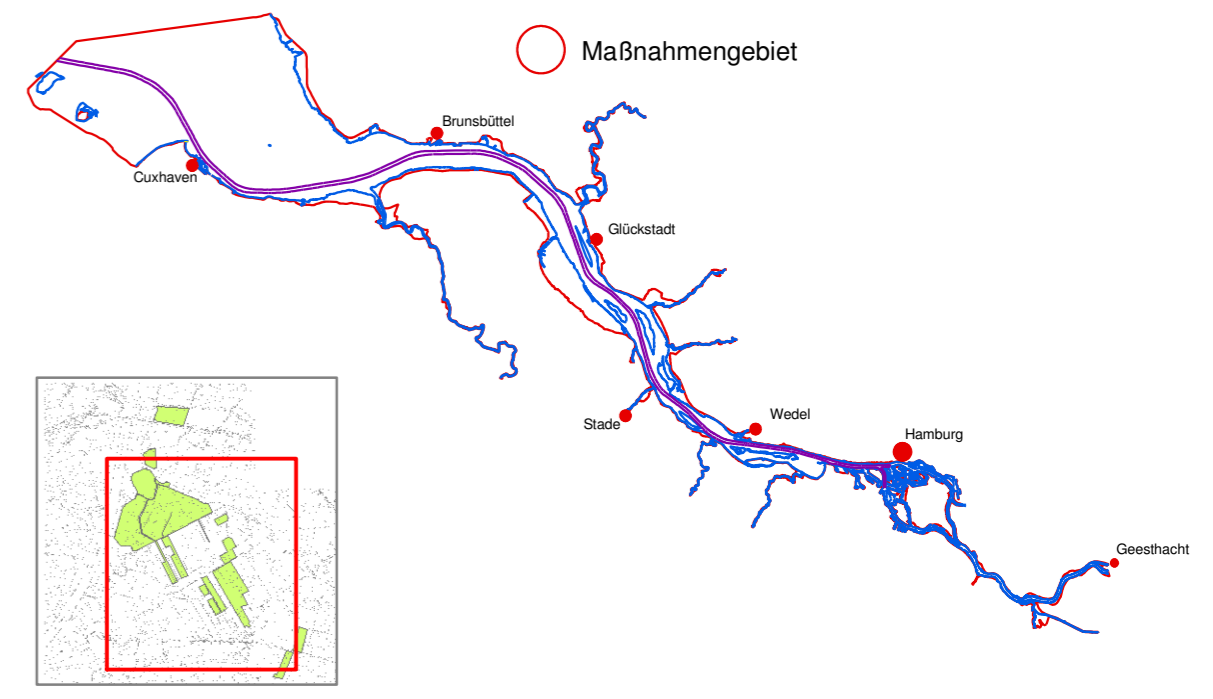 Maßnahmengebiet
Brunsbüttel
Cuxhaven
Glückstadt
Stade
Wedel
Hamburg
Geesthacht